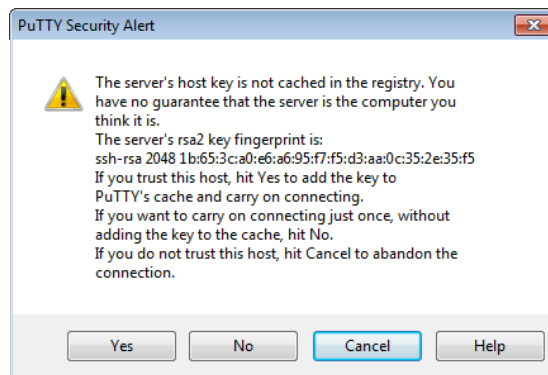 PuTTY Security Alert
The server's host key is not cached in the registry. You
have no guarantee that the server is the computer you
think it is.
The server's rsa2 key fingerprint is:
ssh-rsa 2048 1b:65:3c:a0:e6:a6:95:f7:f5:d3:aa:0c:35:2e:35:f5
If you trust this host, hit Yes to add the key to
PuTTY's cache and carry on connecting.
If you want to carry on connecting just once, without
adding the key to the cache, hit No.
If you do not trust this host, hit Cancel to abandon the
connection.
Yes No Cancel Help